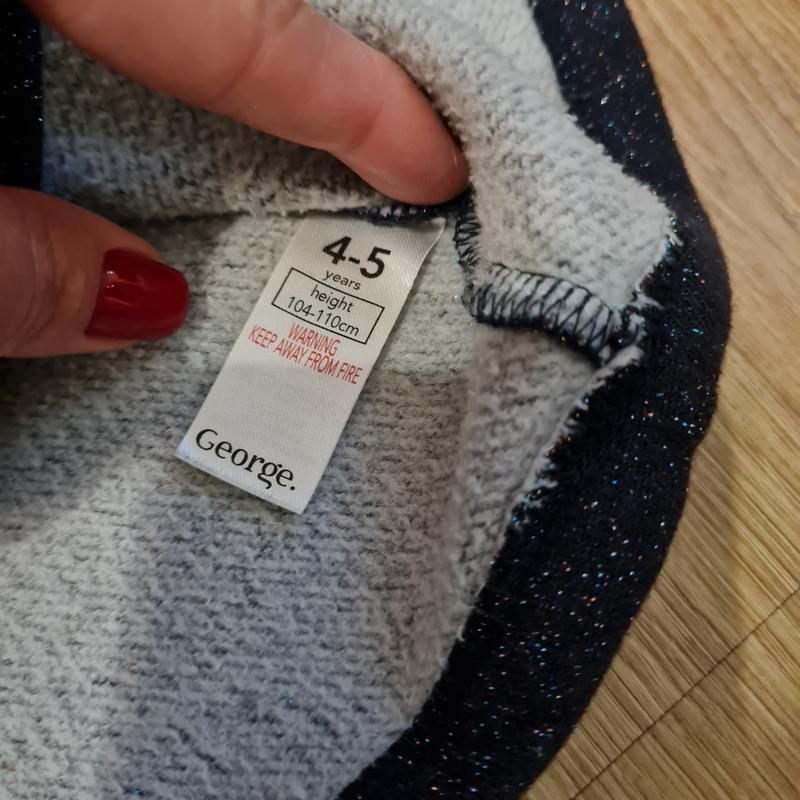 4-5
years
height
104-110cm
WARNING
KEEP AWAY FROM FIRE
George.